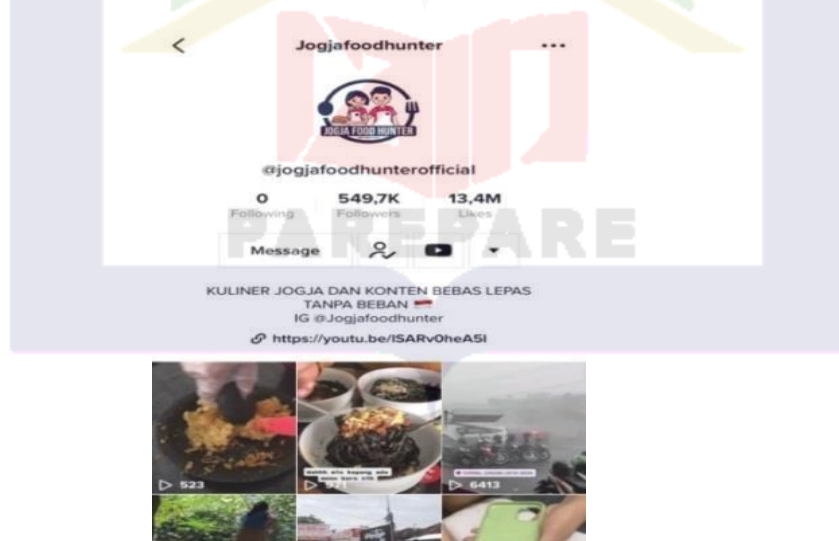 Jogjafoodhunter
JOGJA FOOD HUNTER
@jogjafoodhunterofficial
0 549,7K 13,4M
Following Followers Likes
PAREPARE
Message
KULINER JOGJA DAN KONTEN BEBAS LEPAS
TANPA BEBAN
IG @Jogjafoodhunter
https://youtu.be/ISARv0heA5I
523
6413